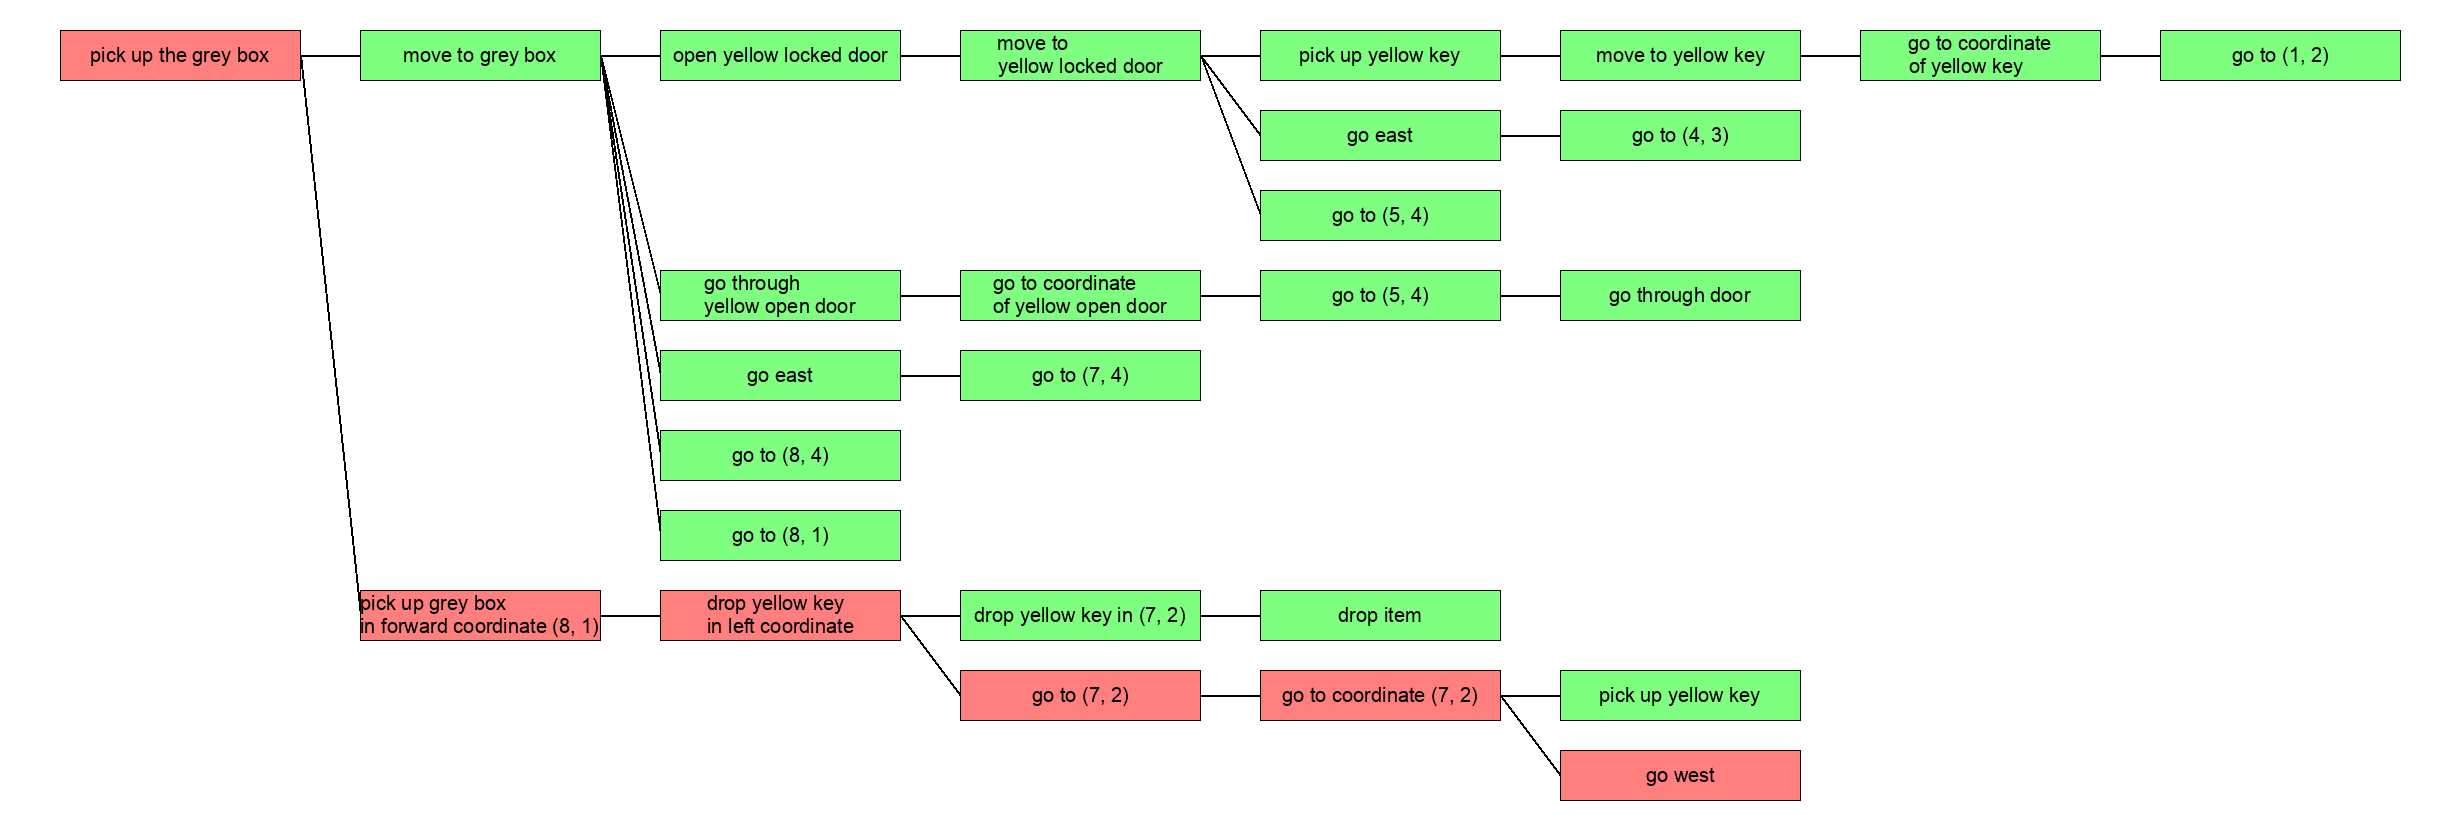 pick up the grey box
move to grey box
open yellow locked door
move to
yellow locked door
pick up yellow key
move to yellow key
go to coordinate
of yellow key
go to (1, 2)
go east
go to (4, 3)
go to (5, 4)
go through
yellow open door
go to coordinate
of yellow open door
go to (5, 4)
go through door
go east
go to (7, 4)
go to (8, 4)
go to (8, 1)
pick up grey box
in forward coordinate (8, 1)
drop yellow key
in left coordinate
drop yellow key in (7, 2)
drop item
go to (7, 2)
go to coordinate (7, 2)
pick up yellow key
go west